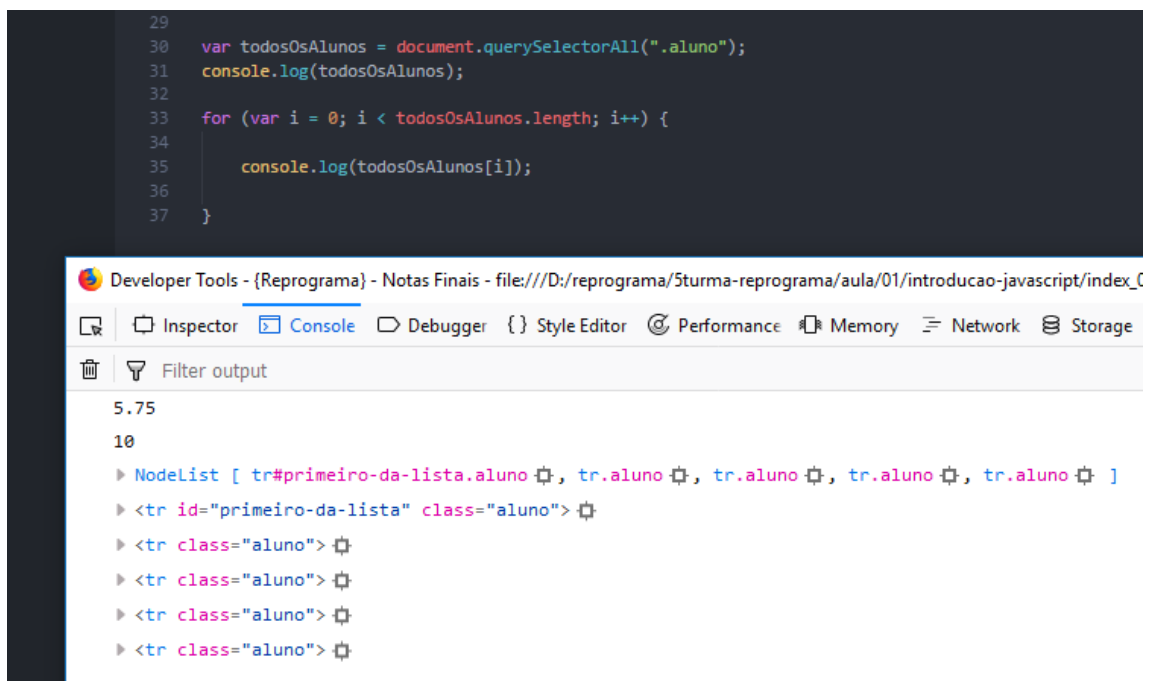 29
30 var todosOsAlunos = document.querySelectorAll(".aluno");
31 console.log(todosOsAlunos);
32
33 for (var i = 0; i < todosOsAlunos.length; i++) {
34
35 console.log(todosOsAlunos[i]);
36
37 }
Developer Tools - {Reprograma} - Notas Finais - file:///D:/reprograma/5turma-reprograma/aula/01/introducao-javascript/index_0
Inspector Console Debugger {} Style Editor Performance Memory Network Storage
Filter output
5.75
10
NodeList [ tr#primeiro-da-lista.aluno, tr.aluno, tr.aluno, tr.aluno, tr.aluno ]
<tr id="primeiro-da-lista" class="aluno">
<tr class="aluno">
<tr class="aluno">
<tr class="aluno">
<tr class="aluno">